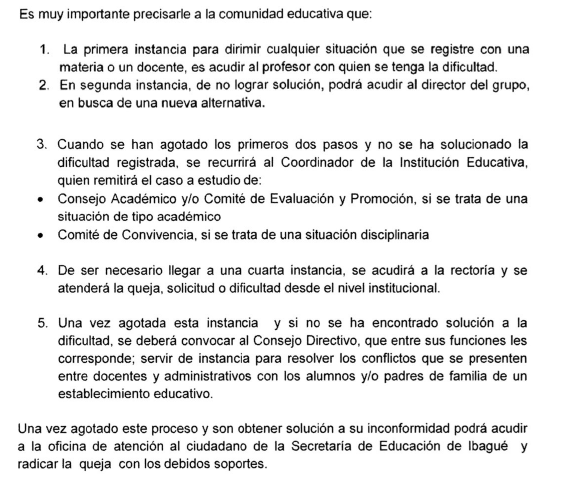 Es muy importante precisarle a la comunidad educativa que:
1. La primera instancia para dirimir cualquier situación que se registre con una
materia o un docente, es acudir al profesor con quien se tenga la dificultad.
2. En segunda instancia, de no lograr solución, podrá acudir al director del grupo,
en busca de una nueva alternativa.
3. Cuando se han agotado los primeros dos pasos y no se ha solucionado la
dificultad registrada, se recurrirá al Coordinador de la Institución Educativa,
quien remitirá el caso a estudio de:
• Consejo Académico y/o Comité de Evaluación y Promoción, si se trata de una
situación de tipo académico
• Comité de Convivencia, si se trata de una situación disciplinaria
4. De ser necesario llegar a una cuarta instancia, se acudirá a la rectoría y se
atenderá la queja, solicitud o dificultad desde el nivel institucional.
5. Una vez agotada esta instancia y si no se ha encontrado solución a la
dificultad, se deberá convocar al Consejo Directivo, que entre sus funciones les
corresponde; servir de instancia para resolver los conflictos que se presenten
entre docentes y administrativos con los alumnos y/o padres de familia de un
establecimiento educativo.
Una vez agotado este proceso y son obtener solución a su inconformidad podrá acudir
a la oficina de atención al ciudadano de la Secretaría de Educación de Ibagué y
radicar la queja con los debidos soportes.